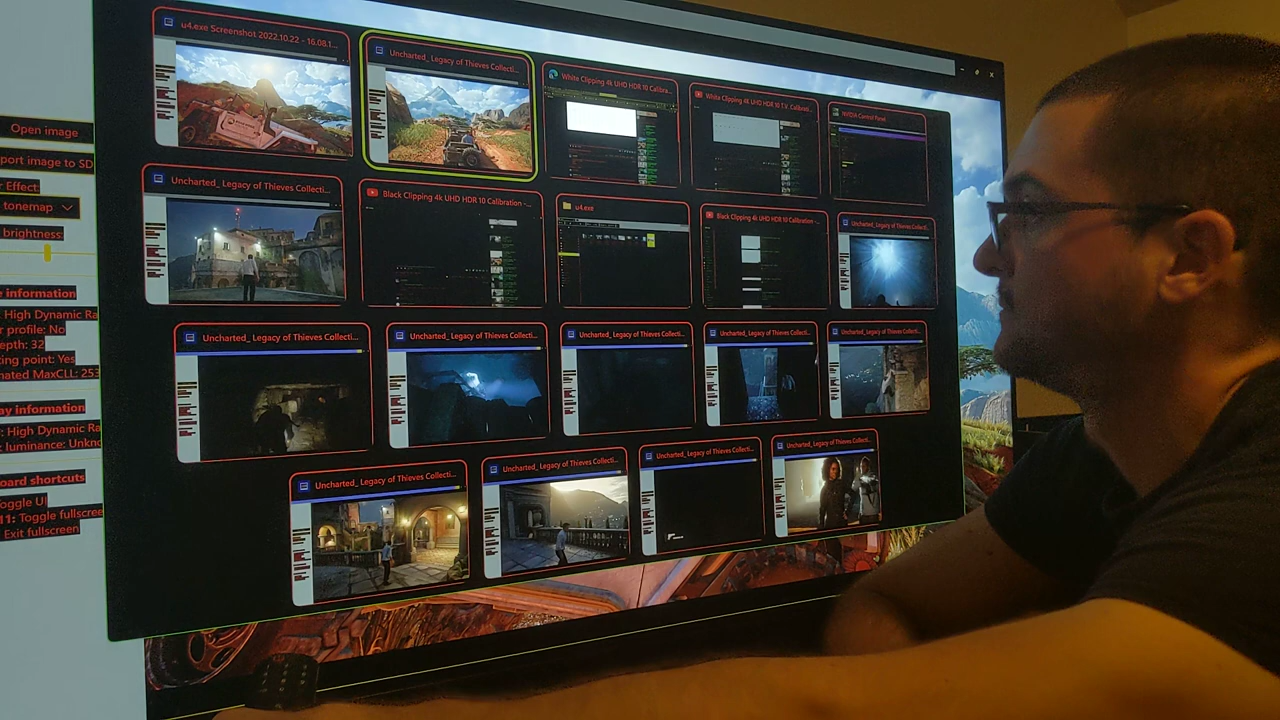 Open image
port image to SD
r Effect:
tonemap
brightness:
e information
: High Dynamic Ra
r profile: No
epth: 32
ting point: Yes
nated MaxCLL: 253
ay information
: High Dynamic Ra
luminance: Unkno
oard shortcuts
oggle UI
11: Toggle fullscree
Exit fullscreen
u4.exe Screenshot 2022.10.22 - 16.08.1...
Uncharted_ Legacy of Thieves Collecti...
White Clipping 4k UHD HDR 10 Calibra...
White Clipping 4k UHD HDR 10 T.V. Calibrati...
NVIDIA Control Panel
Uncharted_ Legacy of Thieves Collecti...
Black Clipping 4k UHD HDR 10 Calibration -...
u4.exe
Black Clipping 4k UHD HDR 10 Calibration -...
Uncharted_ Legacy of Thieves Collecti...
Uncharted_ Legacy of Thieves Collecti...
Uncharted_ Legacy of Thieves Collecti...
Uncharted_ Legacy of Thieves Collecti...
Uncharted_ Legacy of Thieves Collecti...
Uncharted_ Legacy of Thieves Collecti...
Uncharted_ Legacy of Thieves Collecti...
Uncharted_ Legacy of Thieves Collecti...
Uncharted_ Legacy of Thieves Collecti...
Uncharted_ Legacy of Thieves Collecti...